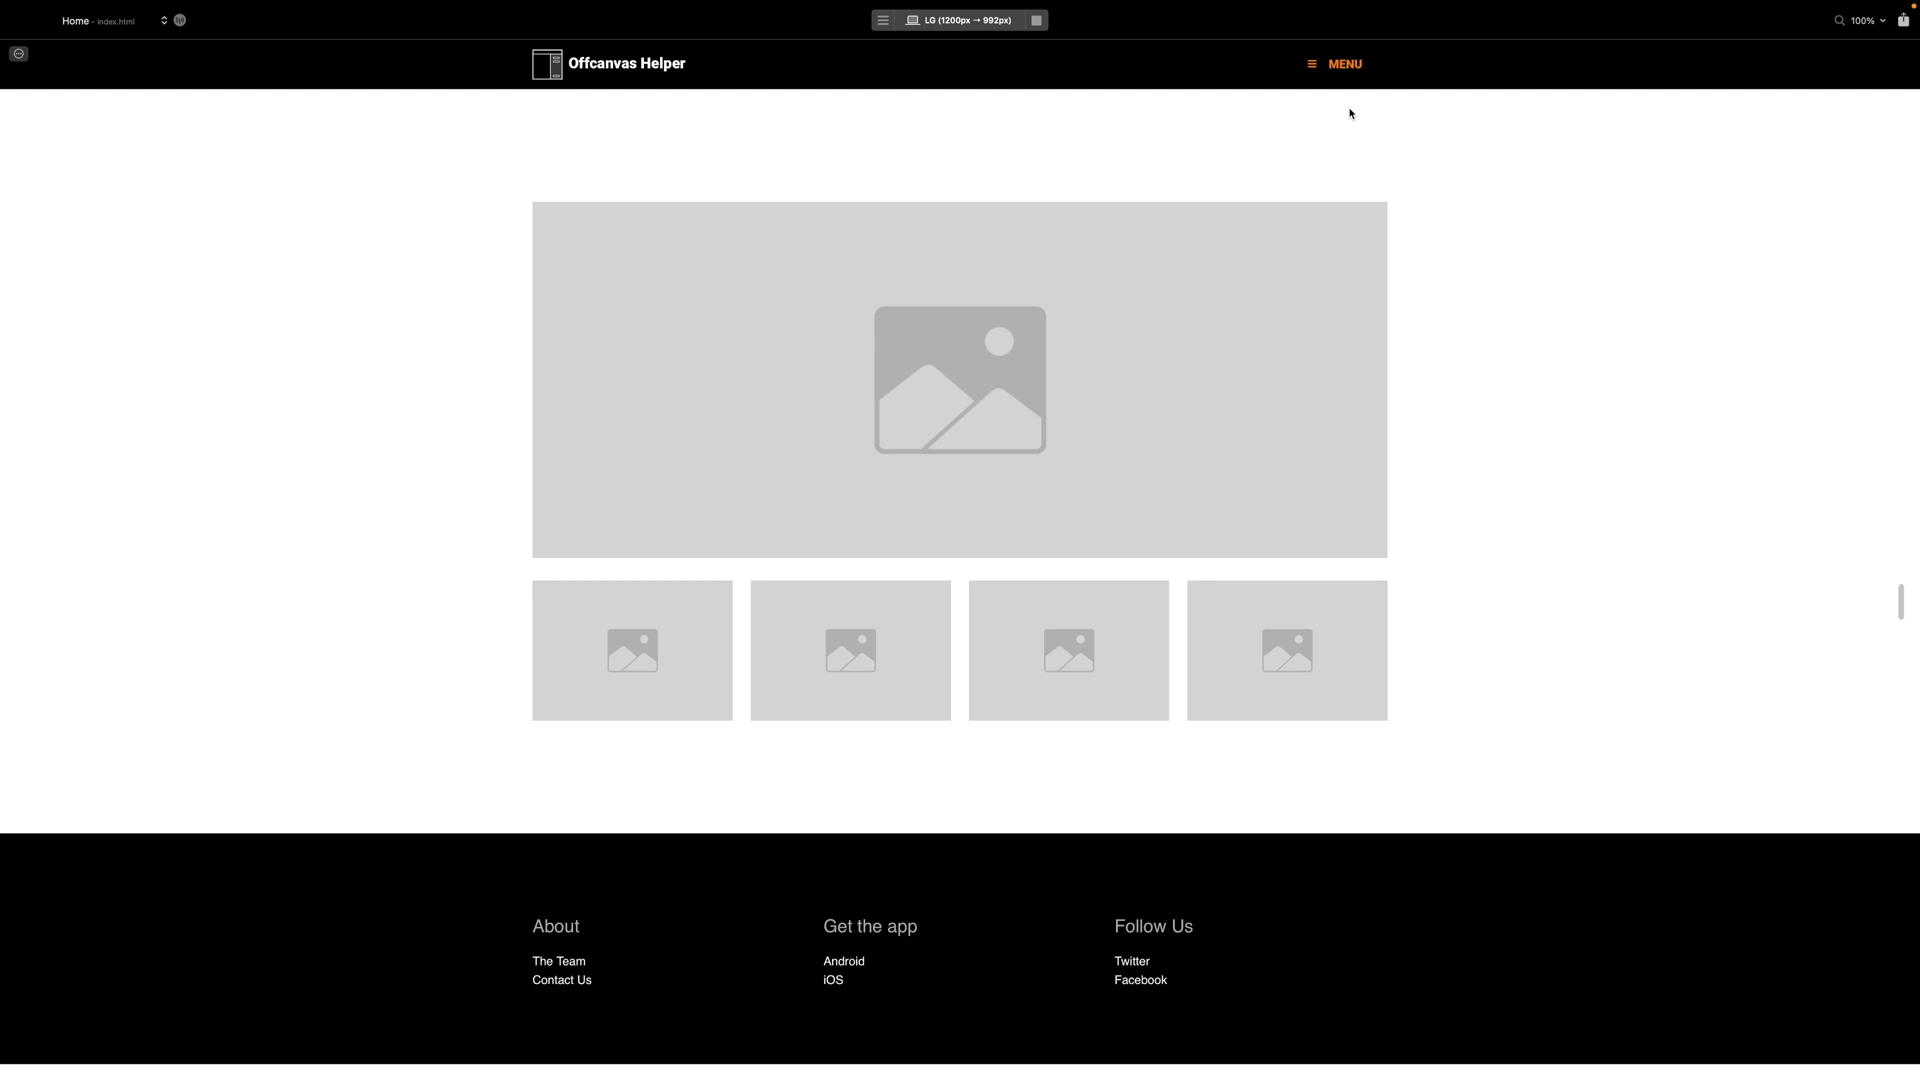 Home - index.html
LG (1200px → 992px)
100%
Offcanvas Helper
MENU
About
The Team
Contact Us
Get the app
Android
iOS
Follow Us
Twitter
Facebook